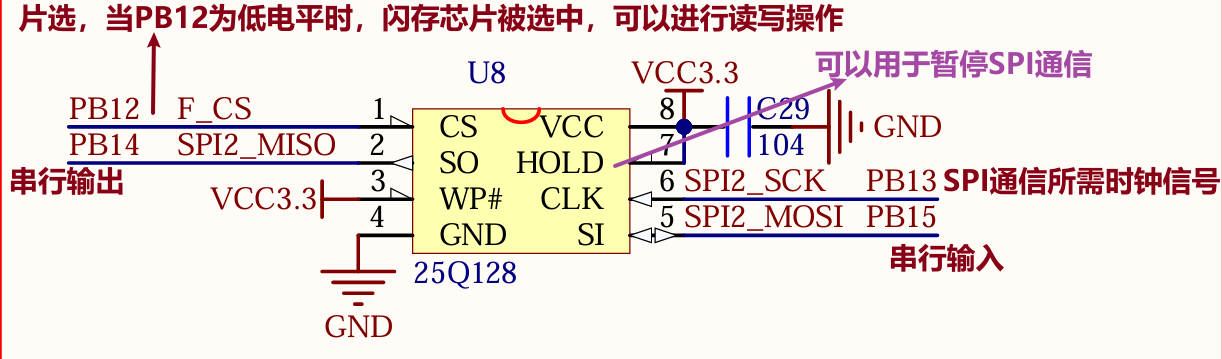 片选，当PB12为低电平时，闪存芯片被选中，可以进行读写操作
可以用于暂停SPI通信
U8
VCC3.3
PB12 F_CS 1 CS VCC 8 C29
GND
PB14 SPI2_MISO 2 SO HOLD 7 104
串行输出
VCC3.3 3 WP# CLK 6 SPI2_SCK PB13 SPI通信所需时钟信号
4 GND SI 5 SPI2_MOSI PB15
串行输入
25Q128
GND